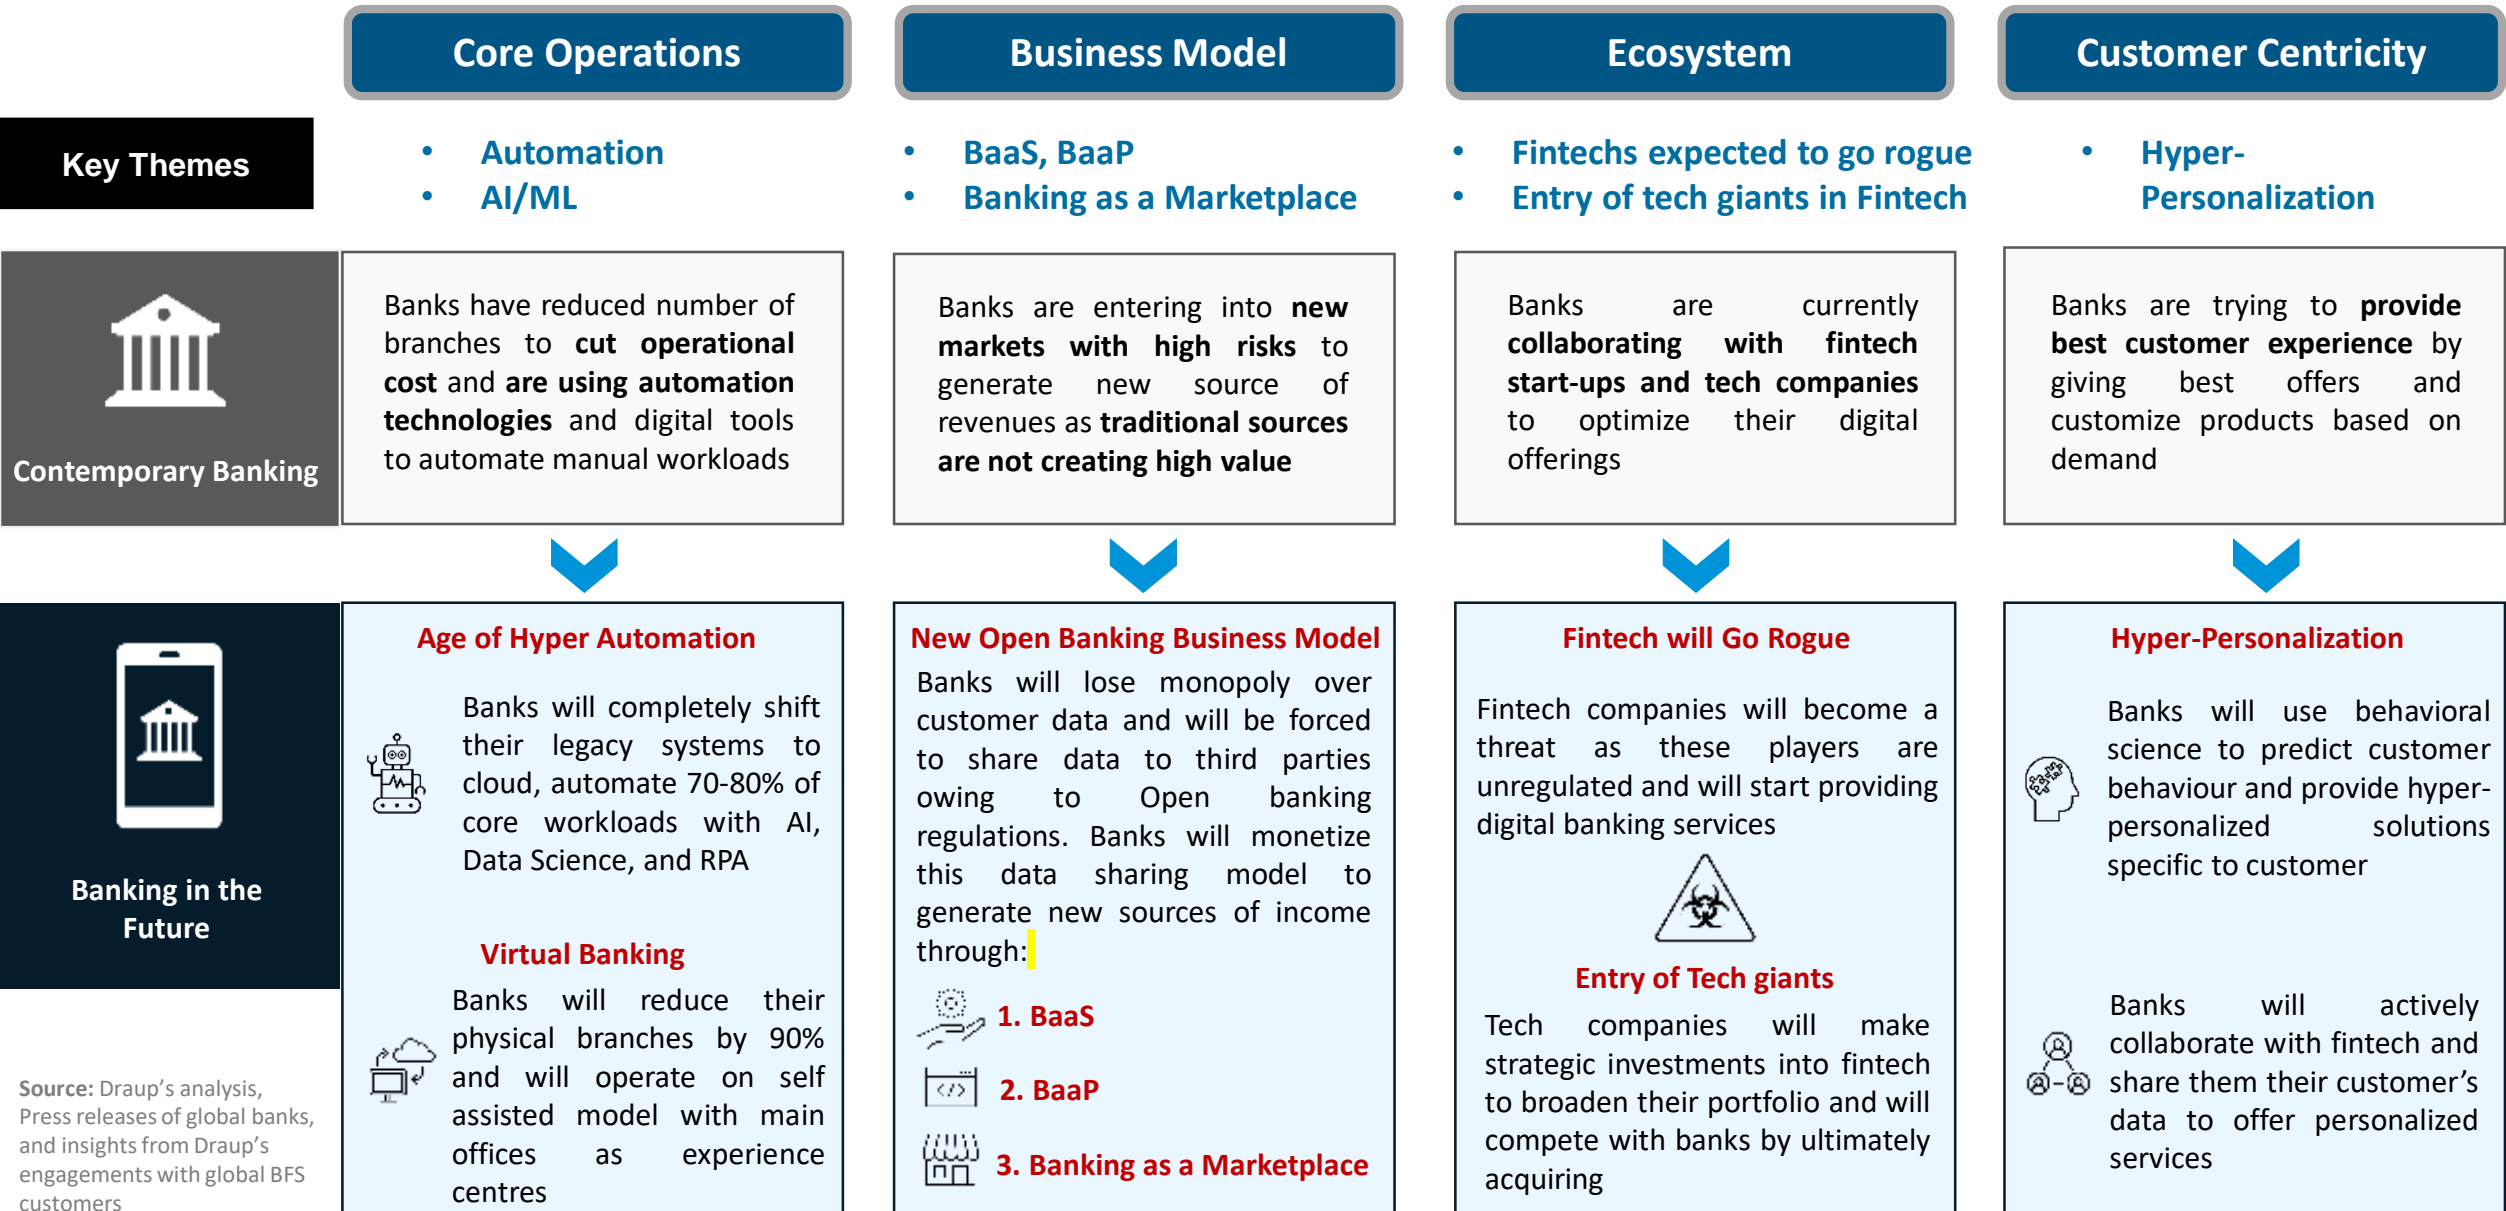 Core Operations
Business Model
Ecosystem
Customer Centricity
Key Themes
• Automation
• AI/ML
• BaaS, BaaP
• Banking as a Marketplace
• Fintechs expected to go rogue
• Entry of tech giants in Fintech
• Hyper-
Personalization
Contemporary Banking
Banks have reduced number of
branches to cut operational
cost and are using automation
technologies and digital tools
to automate manual workloads
Banks are entering into new
markets with high risks to
generate new source of
revenues as traditional sources
are not creating high value
Banks are currently
collaborating with fintech
start-ups and tech companies
to optimize their digital
offerings
Banks are trying to provide
best customer experience by
giving best offers and
customize products based on
demand
Banking in the
Future
Age of Hyper Automation
Banks will completely shift
their legacy systems to
cloud, automate 70-80% of
core workloads with AI,
Data Science, and RPA
Virtual Banking
Banks will reduce their
physical branches by 90%
and will operate on self
assisted model with main
offices as experience
centres
New Open Banking Business Model
Banks will lose monopoly over
customer data and will be forced
to share data to third parties
owing to Open banking
regulations. Banks will monetize
this data sharing model to
generate new sources of income
through:
1. BaaS
2. BaaP
3. Banking as a Marketplace
Fintech will Go Rogue
Fintech companies will become a
threat as these players are
unregulated and will start providing
digital banking services
Entry of Tech giants
Tech companies will make
strategic investments into fintech
to broaden their portfolio and will
compete with banks by ultimately
acquiring
Hyper-Personalization
Banks will use behavioral
science to predict customer
behaviour and provide hyper-
personalized solutions
specific to customer
Banks will actively
collaborate with fintech and
share them their customer's
data to offer personalized
services
Source: Draup's analysis,
Press releases of global banks,
and insights from Draup's
engagements with global BFS
customers